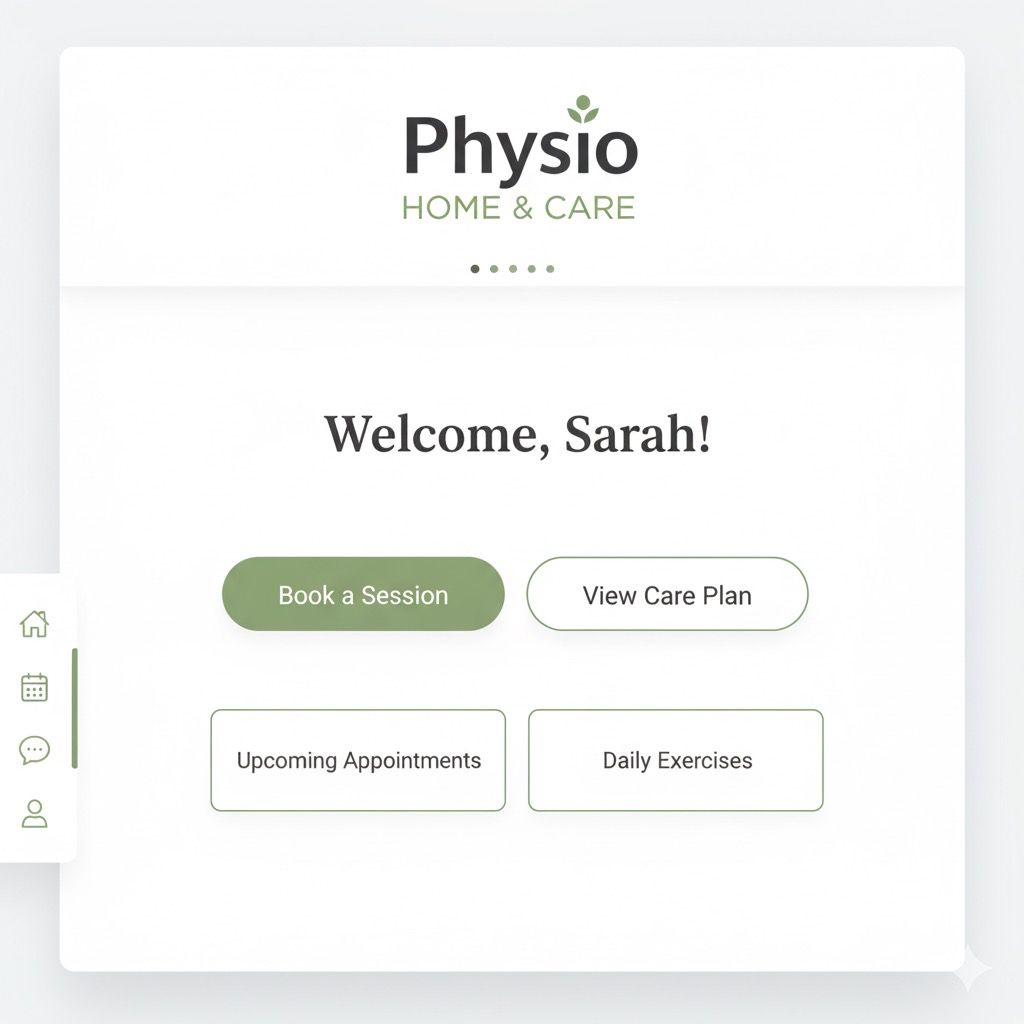 Physio
HOME & CARE
Welcome, Sarah!
Book a Session
View Care Plan
Upcoming Appointments
Daily Exercises